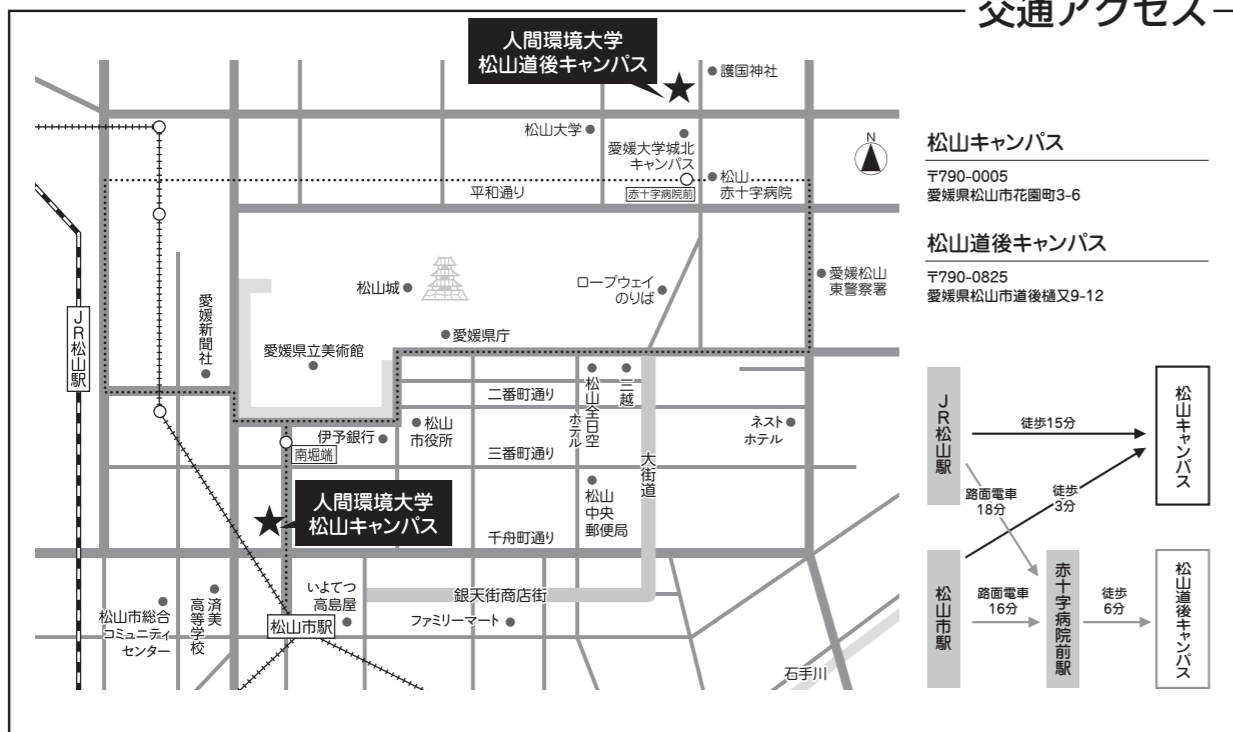 交通アクセス
人間環境大学
松山道後キャンパス
護国神社
松山大学
愛媛大学城北
キャンパス
N
平和通り
赤十字病院前
松山
赤十字病院
松山城
ロープウェイ
のりば
愛媛松山
東警察署
JR松山駅
愛媛新聞社
愛媛県立美術館
愛媛県庁
二番町通り
松山全日空
ホテル
三越
伊予銀行
松山
市役所
ネスト
ホテル
南堀端
三番町通り
大街道
人間環境大学
松山キャンパス
松山
中央
郵便局
千舟町通り
松山市総合
コミュニティ
センター
済美
高等学校
いよてつ
高島屋
銀天街商店街
松山市駅
ファミリーマート
石手川
松山キャンパス
〒790-0005
愛媛県松山市花園町3-6
松山道後キャンパス
〒790-0825
愛媛県松山市道後樋又9-12
JR松山駅
徒歩15分
松山キャンパス
路面電車
18分
徒歩
3分
松山市駅
路面電車
16分
赤十字病院前駅
徒歩
6分
松山道後キャンパス